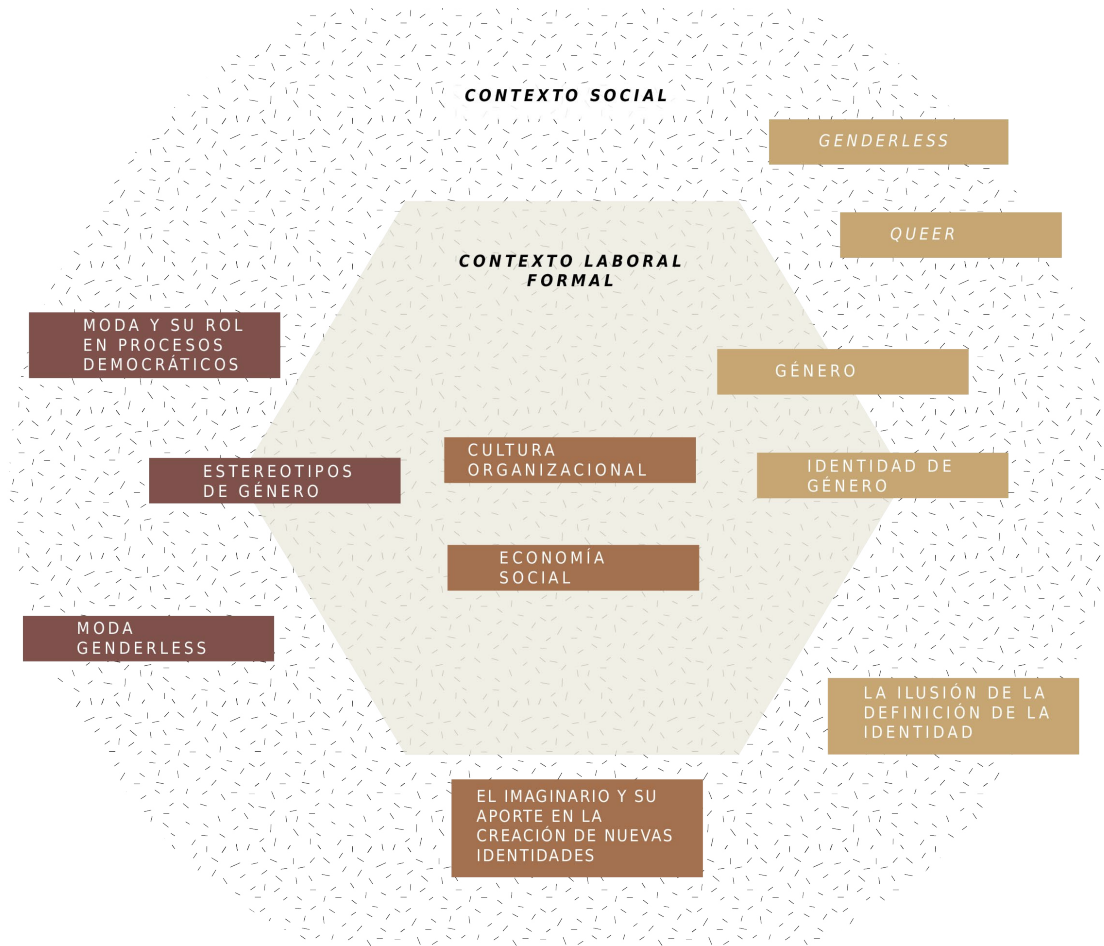 CONTEXTO SOCIAL
GENDERLESS
QUEER
CONTEXTO LABORAL
FORMAL
MODA Y SU ROL
EN PROCESOS
DEMOCRÁTICOS
GÉNERO
CULTURA
ORGANIZACIONAL
ESTEREOTIPOS
DE GÉNERO
IDENTIDAD DE
GÉNERO
ECONOMÍA
SOCIAL
MODA
GENDERLESS
LA ILUSIÓN DE LA
DEFINICIÓN DE LA
IDENTIDAD
EL IMAGINARIO Y SU
APORTE EN LA
CREACIÓN DE NUEVAS
IDENTIDADES